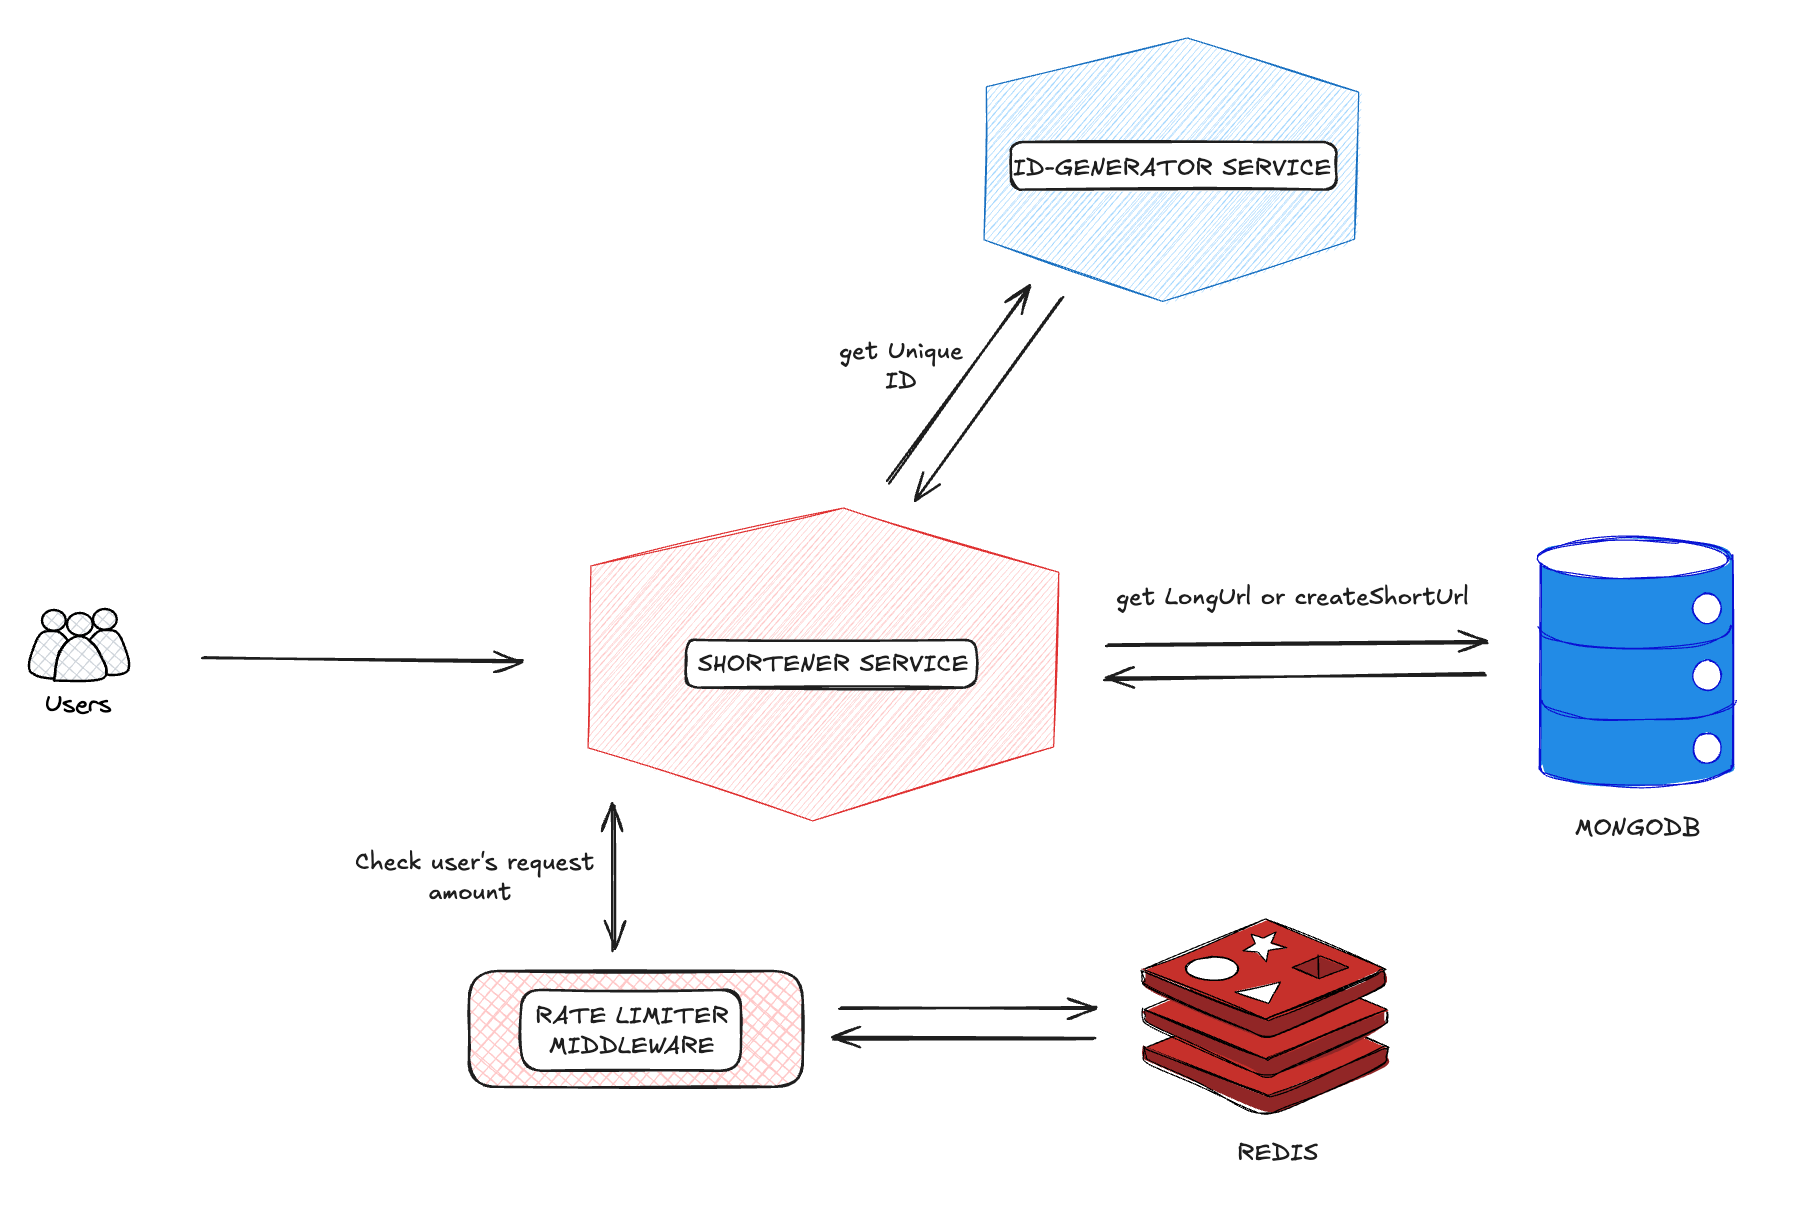 ID-GENERATOR SERVICE
get Unique
ID
get LongUrl or createShortUrl
SHORTENER SERVICE
Users
MONGODB
Check user's request
amount
RATE LIMITER
MIDDLEWARE
REDIS